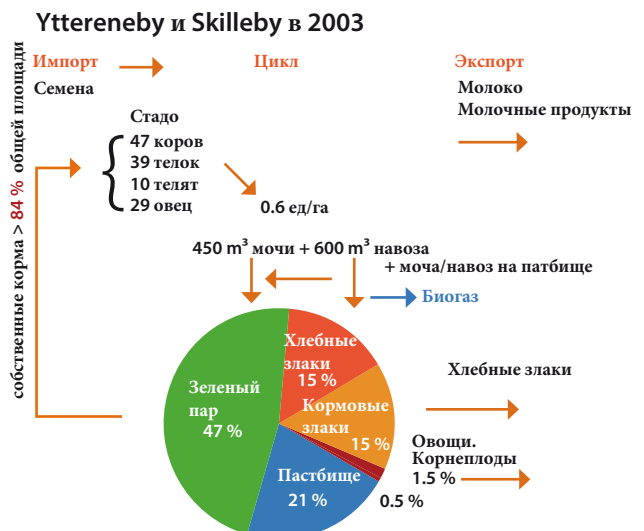 Yttereneby и Skilleby в 2003
Импорт
Цикл
Экспорт
Семена
Молоко
Молочные продукты
собственные корма > 84 % общей площади
Стадо
47 коров
39 телок
10 телят
29 овец
0.6 ед/га
450 m³ мочи + 600 m³ навоза
+ моча/навоз на патбище
Биогаз
Хлебные
злаки
15 %
Зеленый
пар
47 %
Кормовые
злаки
15 %
Пастбище
21 %
Хлебные злаки
Овощи.
Корнеплоды
1.5 %
0.5 %